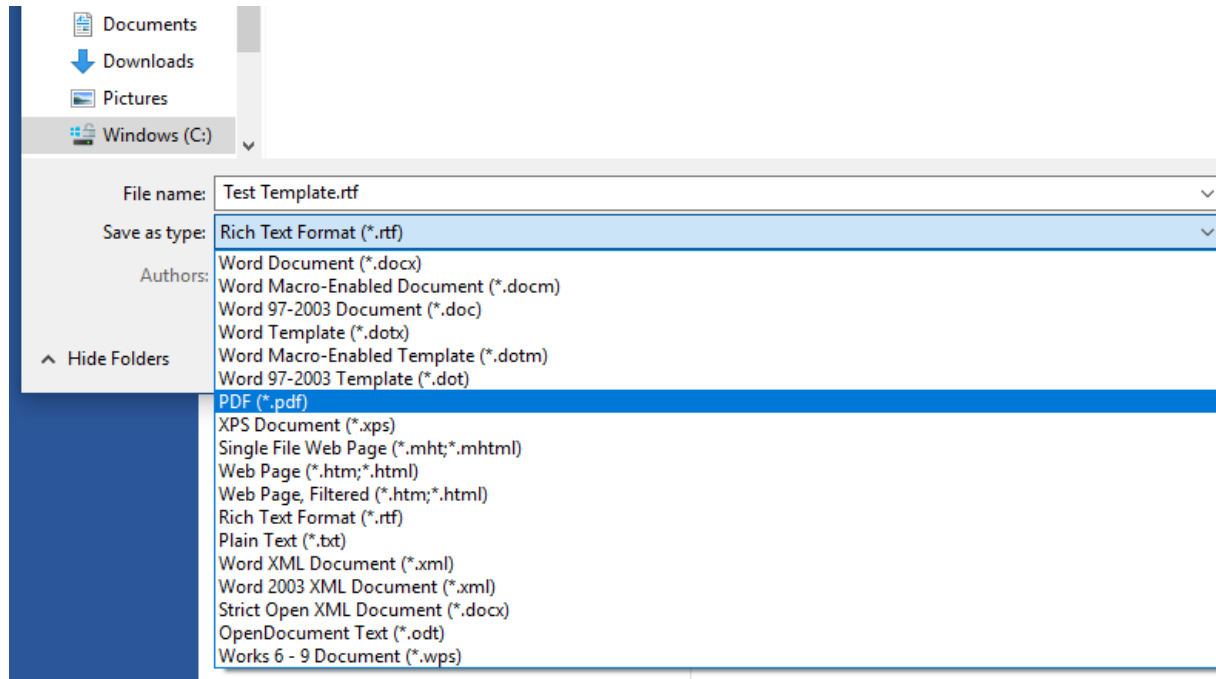 Documents
Downloads
Pictures
Windows (C:)
File name: Test Template.rtf
Save as type: Rich Text Format (*.rtf)
Authors:
Hide Folders
Word Document (*.docx)
Word Macro-Enabled Document (*.docm)
Word 97-2003 Document (*.doc)
Word Template (*.dotx)
Word Macro-Enabled Template (*.dotm)
Word 97-2003 Template (*.dot)
PDF (*.pdf)
XPS Document (*.xps)
Single File Web Page (*.mht;*.mhtml)
Web Page (*.htm;*.html)
Web Page, Filtered (*.htm;*.html)
Rich Text Format (*.rtf)
Plain Text (*.txt)
Word XML Document (*.xml)
Word 2003 XML Document (*.xml)
Strict Open XML Document (*.docx)
OpenDocument Text (*.odt)
Works 6 - 9 Document (*.wps)